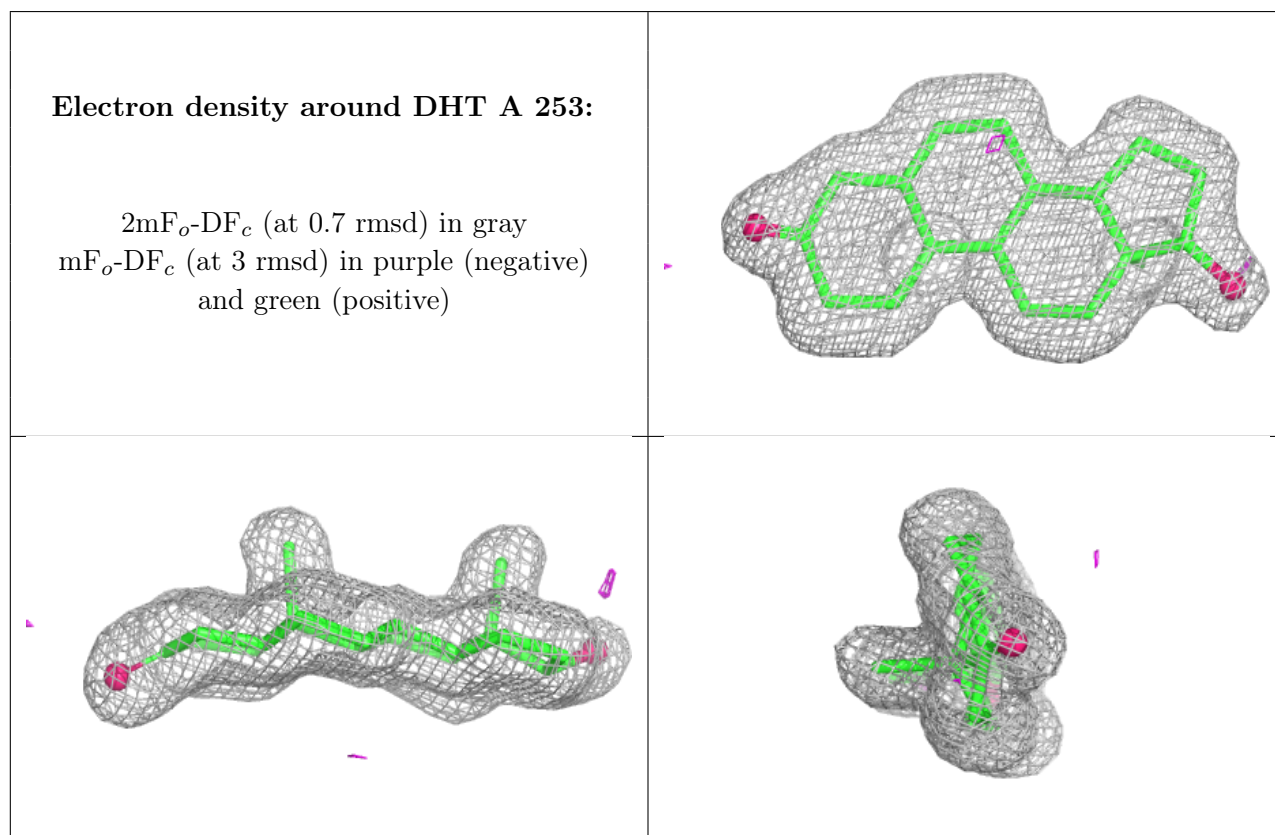 Electron density around DHT A 253:
2mFo-DFc (at 0.7 rmsd) in gray
mFo-DFc (at 3 rmsd) in purple (negative)
and green (positive)